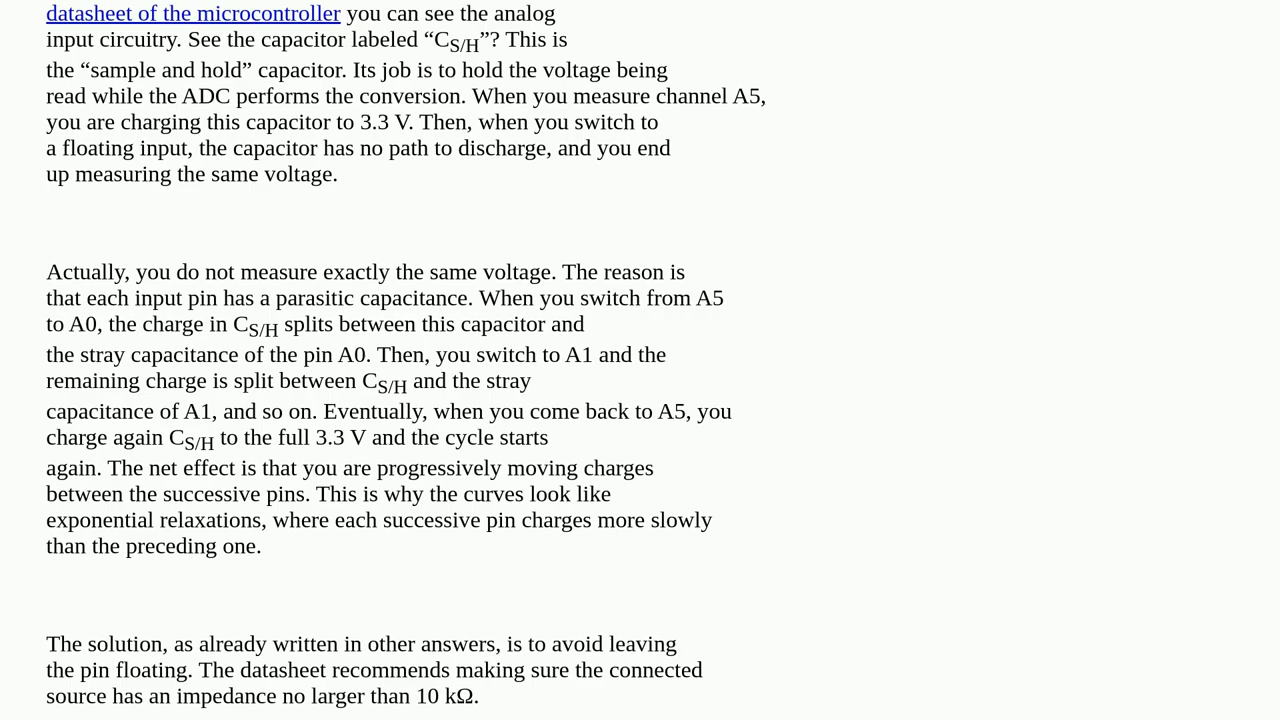 datasheet of the microcontroller you can see the analog
input circuitry. See the capacitor labeled “CS/H”? This is
the “sample and hold” capacitor. Its job is to hold the voltage being
read while the ADC performs the conversion. When you measure channel A5,
you are charging this capacitor to 3.3 V. Then, when you switch to
a floating input, the capacitor has no path to discharge, and you end
up measuring the same voltage.
Actually, you do not measure exactly the same voltage. The reason is
that each input pin has a parasitic capacitance. When you switch from A5
to A0, the charge in CS/H splits between this capacitor and
the stray capacitance of the pin A0. Then, you switch to A1 and the
remaining charge is split between CS/H and the stray
capacitance of A1, and so on. Eventually, when you come back to A5, you
charge again CS/H to the full 3.3 V and the cycle starts
again. The net effect is that you are progressively moving charges
between the successive pins. This is why the curves look like
exponential relaxations, where each successive pin charges more slowly
than the preceding one.
The solution, as already written in other answers, is to avoid leaving
the pin floating. The datasheet recommends making sure the connected
source has an impedance no larger than 10 kΩ.